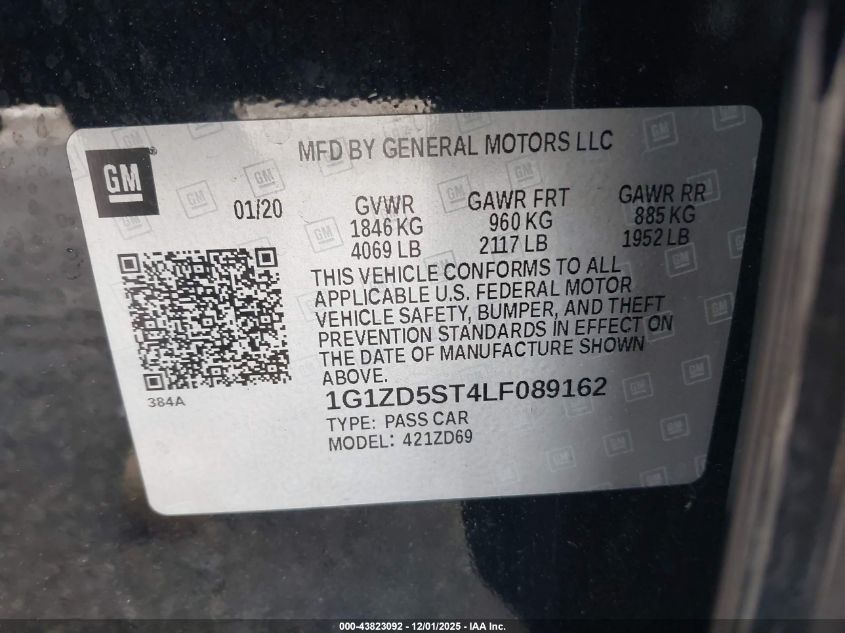 MFD BY GENERAL MOTORS LLC
GM
01/20
GVWR
1846 KG
4069 LB
GAWR FRT
960 KG
2117 LB
GAWR RR
885 KG
1952 LB
THIS VEHICLE CONFORMS TO ALL
APPLICABLE U.S. FEDERAL MOTOR
VEHICLE SAFETY, BUMPER, AND THEFT
PREVENTION STANDARDS IN EFFECT ON
THE DATE OF MANUFACTURE SHOWN
ABOVE.
384A
1G1ZD5ST4LF089162
TYPE: PASS CAR
MODEL: 421ZD69
000-43823092 - 12/01/2025 - IAA Inc.